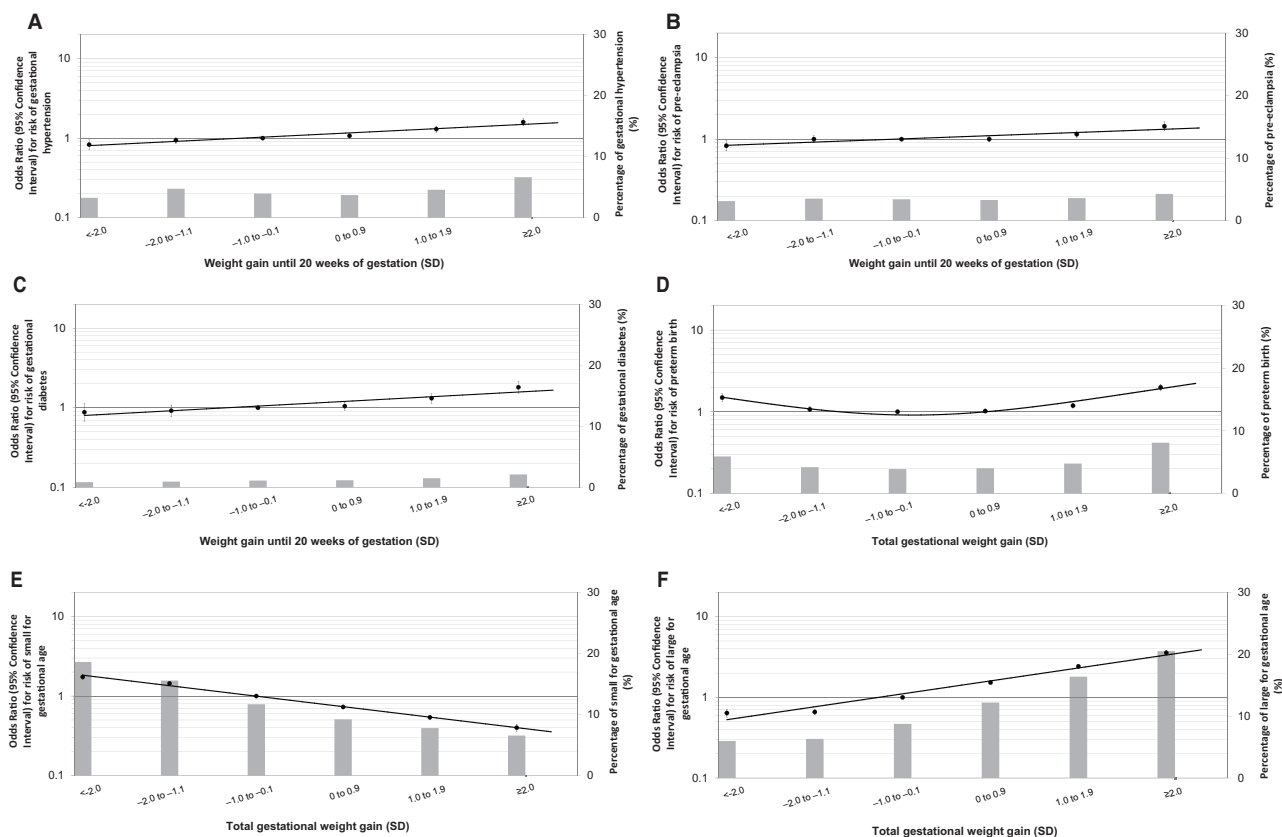 A
Odds Ratio (95% Confidence
Interval) for risk of gestational
hypertension
10
1
0.1
30
20
10
0
Percentage of gestational hypertension
(%)
<-2.0
−2.0 to −1.1
−1.0 to −0.1
0 to 0.9
1.0 to 1.9
≥2.0
Weight gain until 20 weeks of gestation (SD)
B
Odds Ratio (95% Confidence
Interval) for risk of pre-eclampsia
10
1
0.1
30
20
10
0
Percentage of pre-eclampsia (%)
<-2.0
−2.0 to −1.1
−1.0 to −0.1
0 to 0.9
1.0 to 1.9
≥2.0
Weight gain until 20 weeks of gestation (SD)
C
Odds Ratio (95% Confidence
Interval) for risk of gestational
diabetes
10
1
0.1
30
20
10
0
Percentage of gestational diabetes (%)
<-2.0
−2.0 to −1.1
−1.0 to −0.1
0 to 0.9
1.0 to 1.9
≥2.0
Weight gain until 20 weeks of gestation (SD)
D
Odds Ratio (95% Confidence
Interval) for risk of preterm birth
10
1
0.1
30
20
10
0
Percentage of preterm birth (%)
<-2.0
−2.0 to −1.1
−1.0 to −0.1
0 to 0.9
1.0 to 1.9
≥2.0
Total gestational weight gain (SD)
E
Odds Ratio (95% Confidence
Interval) for risk of small for
gestational age
10
1
0.1
30
20
10
0
Percentage of small for gestational age
(%)
<-2.0
−2.0 to −1.1
−1.0 to −0.1
0 to 0.9
1.0 to 1.9
≥2.0
Total gestational weight gain (SD)
F
Odds Ratio (95% Confidence
Interval) for risk of large for
gestational age
10
1
0.1
30
20
10
0
Percentage of large for gestational age
(%)
<-2.0
−2.0 to −1.1
−1.0 to −0.1
0 to 0.9
1.0 to 1.9
≥2.0
Total gestational weight gain (SD)